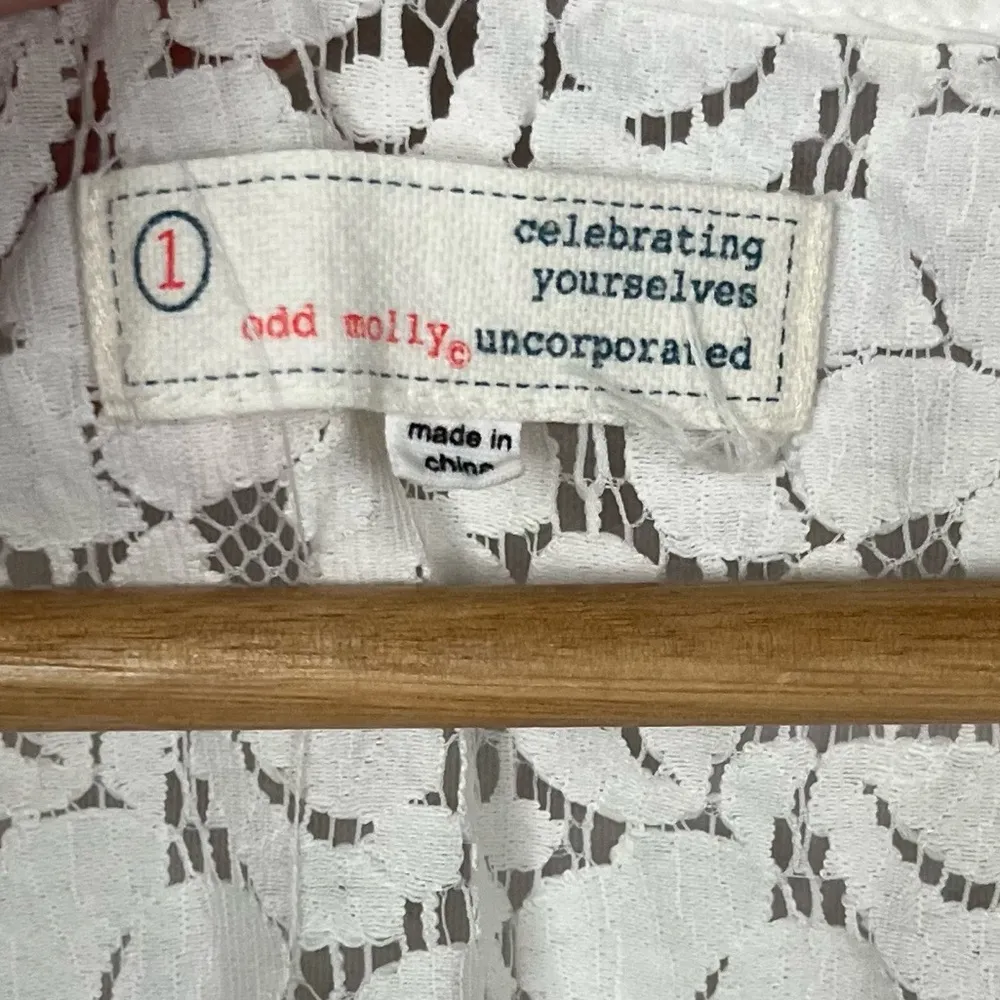 1
celebrating
yourselves
odd molly© uncorporated
made in
china